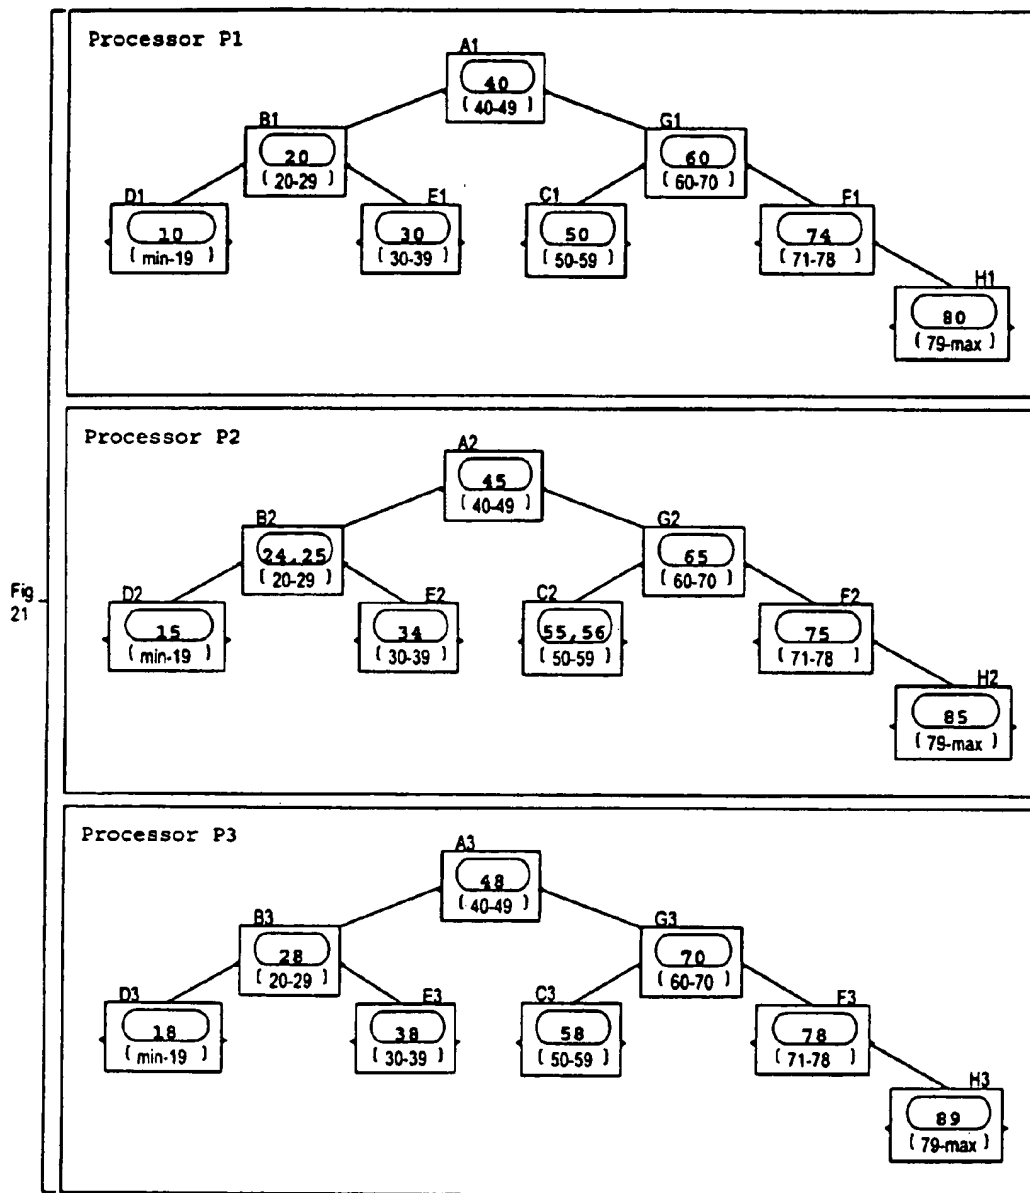 Processor P1
A1
40
( 40-49 )
B1
20
( 20-29 )
G1
60
( 60-70 )
D1
10
( min-19 )
E1
30
( 30-39 )
C1
50
( 50-59 )
F1
74
( 71-78 )
H1
80
( 79-max )
Processor P2
A2
45
( 40-49 )
B2
24,25
( 20-29 )
G2
65
( 60-70 )
D2
15
( min-19 )
E2
34
( 30-39 )
C2
55,56
( 50-59 )
F2
75
( 71-78 )
H2
85
( 79-max )
Fig
21
Processor P3
A3
48
( 40-49 )
B3
28
( 20-29 )
G3
70
( 60-70 )
D3
18
( min-19 )
E3
38
( 30-39 )
C3
58
( 50-59 )
F3
78
( 71-78 )
H3
89
( 79-max )